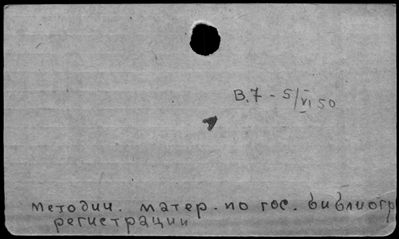 В.7 - 5/VI 50
методич. матер. по гос. библиогр
регистрации